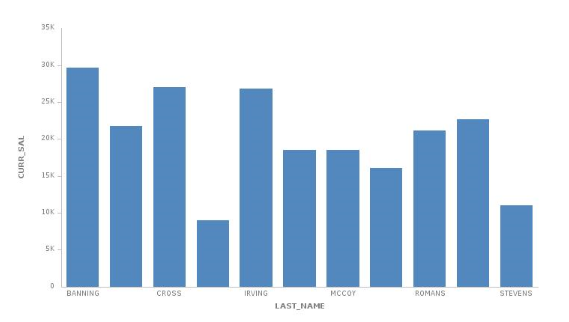 35K
30K
25K
20K
15K
10K
5K
0
CURR_SAL
BANNING CROSS IRVING MCCOY ROMANS STEVENS
LAST_NAME